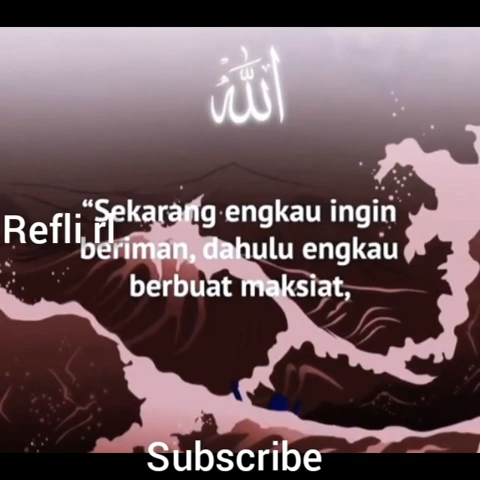 الله
“Sekarang engkau ingin
Refli rl
beriman, dahulu engkau
berbuat maksiat,
Subscribe